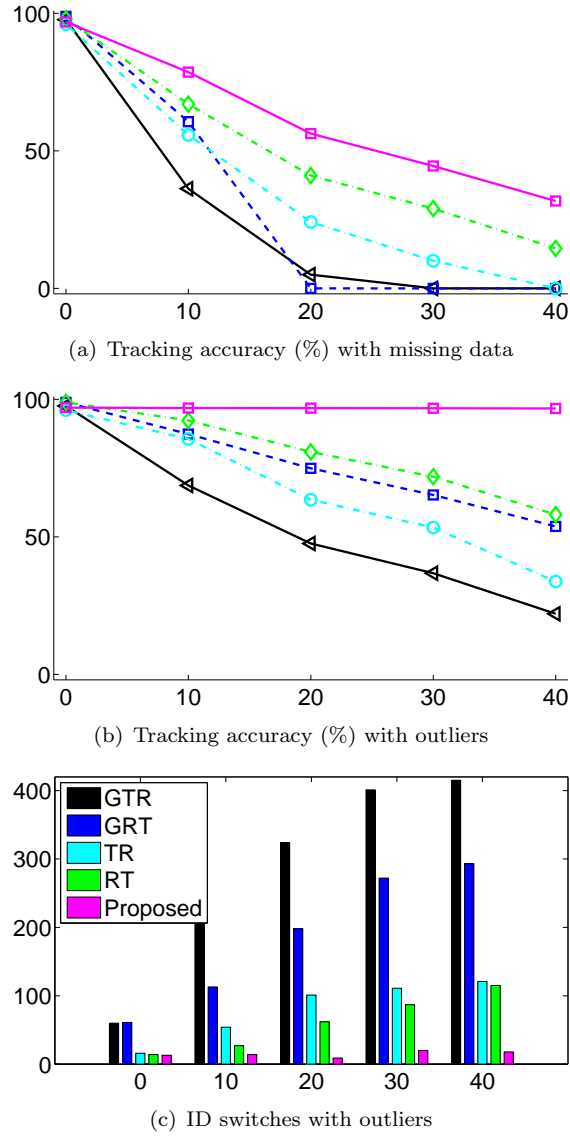 100
50
0
0 10 20 30 40
(a) Tracking accuracy (%) with missing data
100
50
0
0 10 20 30 40
(b) Tracking accuracy (%) with outliers
400
300
200
100
0
GTR
GRT
TR
RT
Proposed
0 10 20 30 40
(c) ID switches with outliers